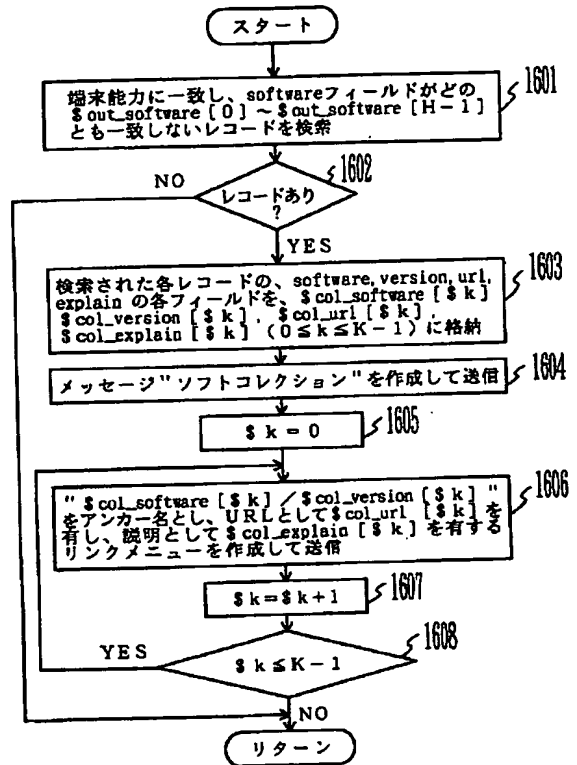 スタート
端末能力に一致し、softwareフィールドがどの
$out_software [0] ~ $out_software [H-1]
とも一致しないレコードを検索
1601
1602
NO
レコードあり
?
YES
検索された各レコードの、software, version, url,
explain の各フィールドを、$col_software [$k]
$col_version [$k] , $col_url [$k] ,
$col_explain [$k] (0≦k≦K-1) に格納
1603
メッセージ"ソフトコレクション"を作成して送信
1604
$k=0
1605
" $col_software [$k] / $col_version [$k] "
をアンカー名とし、URLとして$col_url [$k] を
有し、説明として$col_explain [$k] を有する
リンクメニューを作成して送信
1606
$k=$k+1
1607
YES
$k≦K-1
1608
NO
リターン